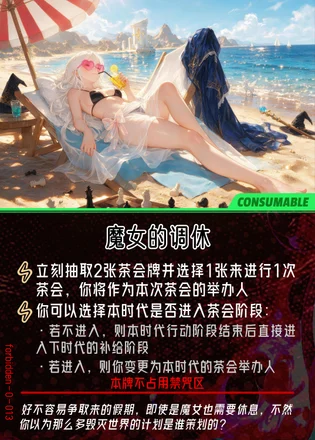 CONSUMABLE
魔女的调休
立刻抽取2张茶会牌并选择1张来进行1次
茶会，你将作为本次茶会的举办人
你可以选择本时代是否进入茶会阶段：
·若不进入，则本时代行动阶段结束后直接进
入下时代的补给阶段
·若进入，则你变更为本时代的茶会举办人
本牌不占用禁咒区
好不容易争取来的假期，即使是魔女也需要休息，不然
你以为那么多毁灭世界的计划是谁策划的？
forbidden-0-013